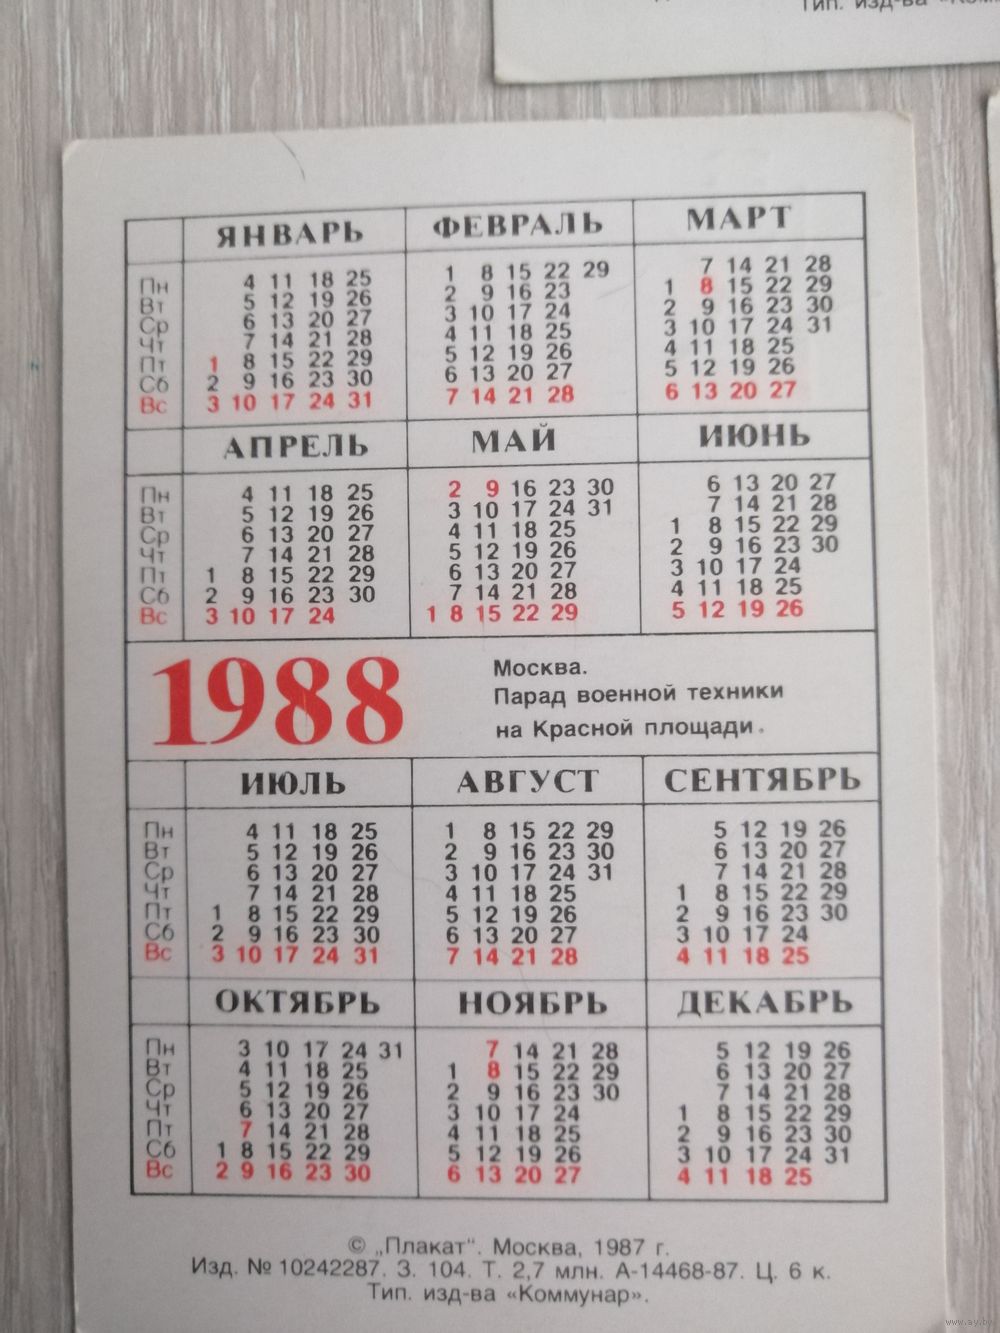 Тип. изд-ва «Комм
ЯНВАРЬ ФЕВРАЛЬ МАРТ
Пн 4 11 18 25 1 8 15 22 29 7 14 21 28
Вт 5 12 19 26 2 9 16 23 1 8 15 22 29
Ср 6 13 20 27 3 10 17 24 2 9 16 23 30
Чт 7 14 21 28 4 11 18 25 3 10 17 24 31
Пт 1 8 15 22 29 5 12 19 26 4 11 18 25
Сб 2 9 16 23 30 6 13 20 27 5 12 19 26
Вс 3 10 17 24 31 7 14 21 28 6 13 20 27
АПРЕЛЬ МАЙ ИЮНЬ
Пн 4 11 18 25 2 9 16 23 30 6 13 20 27
Вт 5 12 19 26 3 10 17 24 31 7 14 21 28
Ср 6 13 20 27 4 11 18 25 1 8 15 22 29
Чт 7 14 21 28 5 12 19 26 2 9 16 23 30
Пт 1 8 15 22 29 6 13 20 27 3 10 17 24
Сб 2 9 16 23 30 7 14 21 28 4 11 18 25
Вс 3 10 17 24 1 8 15 22 29 5 12 19 26
1988
Москва.
Парад военной техники
на Красной площади.
ИЮЛЬ АВГУСТ СЕНТЯБРЬ
Пн 4 11 18 25 1 8 15 22 29 5 12 19 26
Вт 5 12 19 26 2 9 16 23 30 6 13 20 27
Ср 6 13 20 27 3 10 17 24 31 7 14 21 28
Чт 7 14 21 28 4 11 18 25 1 8 15 22 29
Пт 1 8 15 22 29 5 12 19 26 2 9 16 23 30
Сб 2 9 16 23 30 6 13 20 27 3 10 17 24
Вс 3 10 17 24 31 7 14 21 28 4 11 18 25
ОКТЯБРЬ НОЯБРЬ ДЕКАБРЬ
Пн 3 10 17 24 31 7 14 21 28 5 12 19 26
Вт 4 11 18 25 1 8 15 22 29 6 13 20 27
Ср 5 12 19 26 2 9 16 23 30 7 14 21 28
Чт 6 13 20 27 3 10 17 24 1 8 15 22 29
Пт 7 14 21 28 4 11 18 25 2 9 16 23 30
Сб 1 8 15 22 29 5 12 19 26 3 10 17 24 31
Вс 2 9 16 23 30 6 13 20 27 4 11 18 25
© „Плакат“. Москва, 1987 г.
Изд. № 10242287. З. 104. Т. 2,7 млн. А-14468-87. Ц. 6 к.
Тип. изд-ва «Коммунар».
www.ay.by